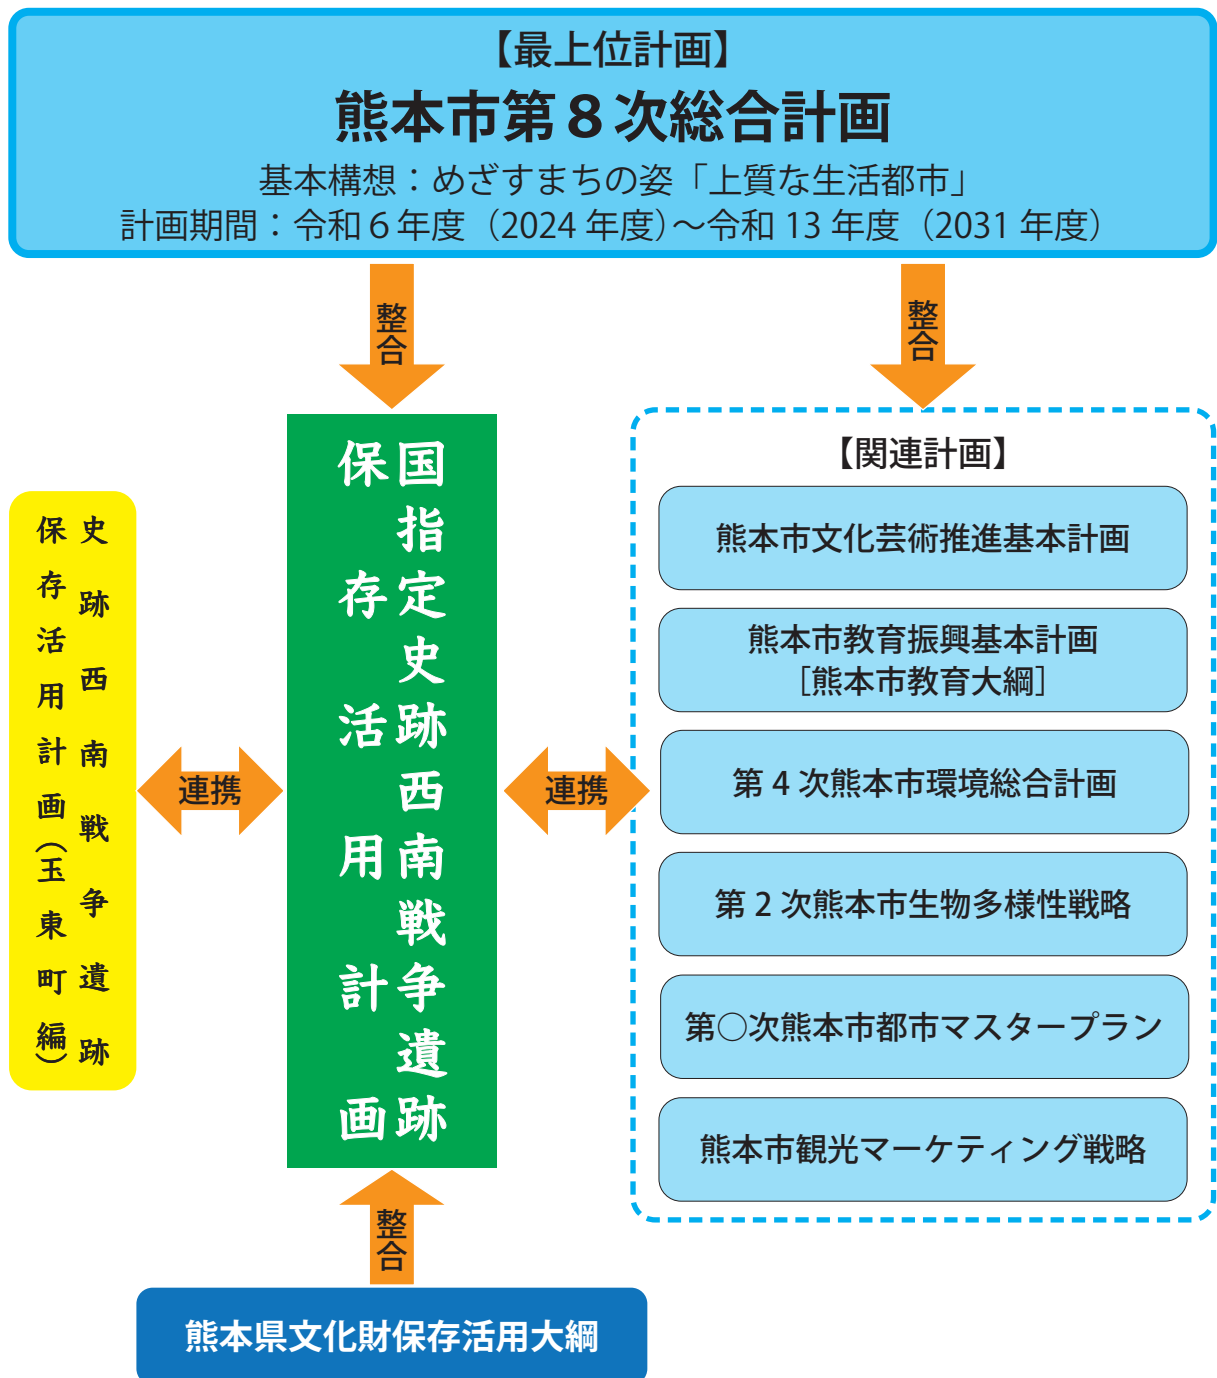 【最上位計画】
熊本市第８次総合計画
基本構想：めざすまちの姿「上質な生活都市」
計画期間：令和６年度（2024 年度）～令和 13 年度（2031 年度）
整合
整合
史跡西南戦争遺跡
保存活用計画（玉東町編）
連携
国指定史跡西南戦争遺跡
保存活用計画
連携
【関連計画】
熊本市文化芸術推進基本計画
熊本市教育振興基本計画
［熊本市教育大綱］
第 4 次熊本市環境総合計画
第 2 次熊本市生物多様性戦略
第○次熊本市都市マスタープラン
熊本市観光マーケティング戦略
整合
熊本県文化財保存活用大綱